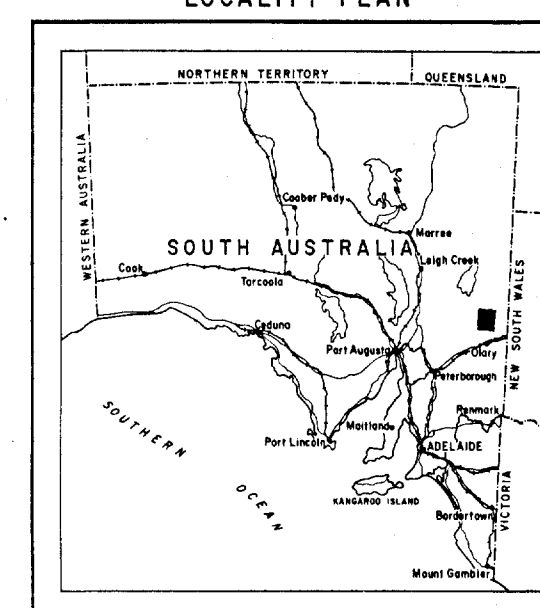 LOCALITY PLAN
NORTHERN TERRITORY
QUEENSLAND
WESTERN AUSTRALIA
Coober Pedy
Marree
SOUTH AUSTRALIA
Leigh Creek
Cook
Tarcoola
NEW SOUTH WALES
Ceduna
Port Augusta
Olary
Peterborough
Renmark
SOUTHERN
OCEAN
Maitland
Port Lincoln
ADELAIDE
KANGAROO ISLAND
VICTORIA
Bordertown
Mount Gambier